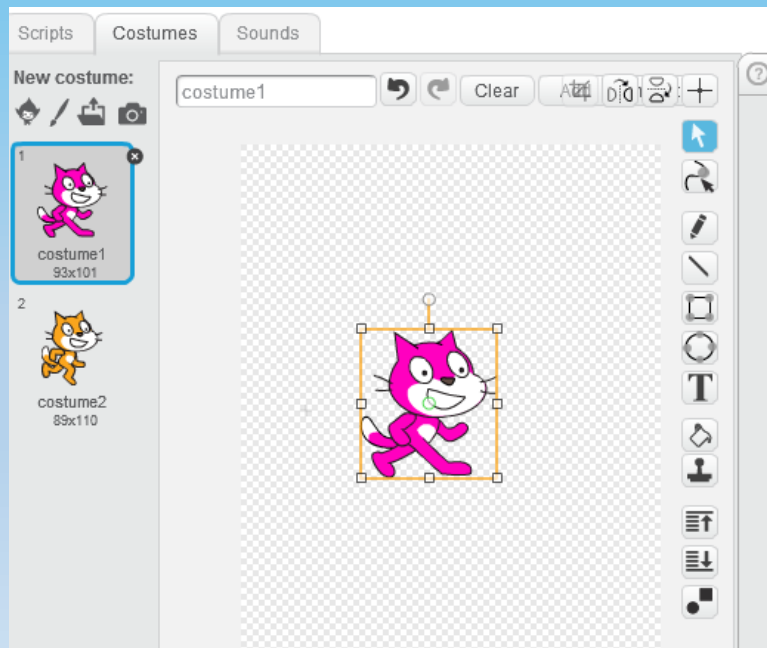 Scripts Costumes Sounds
New costume:
costume1 Clear
1
costume1
93x101
2
costume2
89x110
T
?